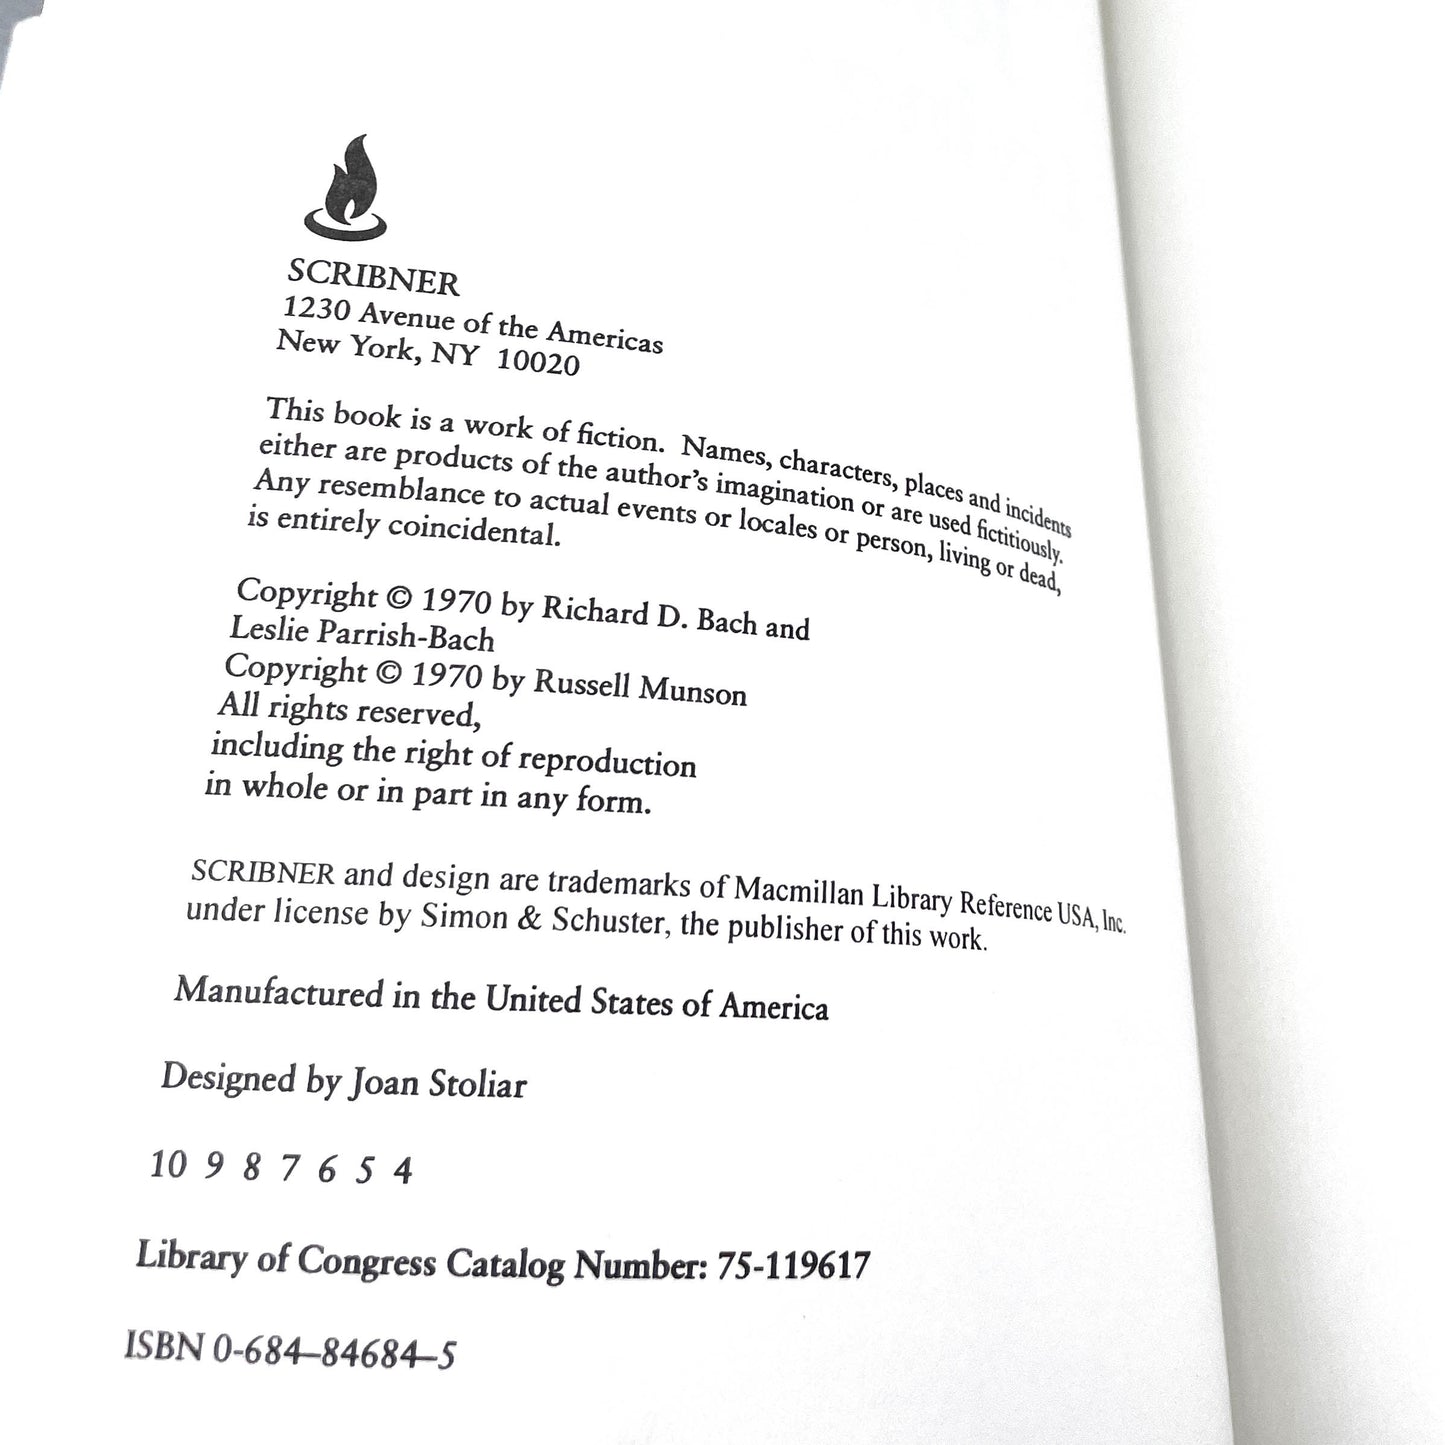 SCRIBNER
1230 Avenue of the Americas
New York, NY 10020
This book is a work of fiction. Names, characters, places and incidents
either are products of the author's imagination or are used fictitiously.
Any resemblance to actual events or locales or person, living or dead,
is entirely coincidental.
Copyright © 1970 by Richard D. Bach and
Leslie Parrish-Bach
Copyright © 1970 by Russell Munson
All rights reserved,
including the right of reproduction
in whole or in part in any form.
SCRIBNER and design are trademarks of Macmillan Library Reference USA, Inc.
under license by Simon & Schuster, the publisher of this work.
Manufactured in the United States of America
Designed by Joan Stoliar
10 9 8 7 6 5 4
Library of Congress Catalog Number: 75-119617
ISBN 0-684–84684–5